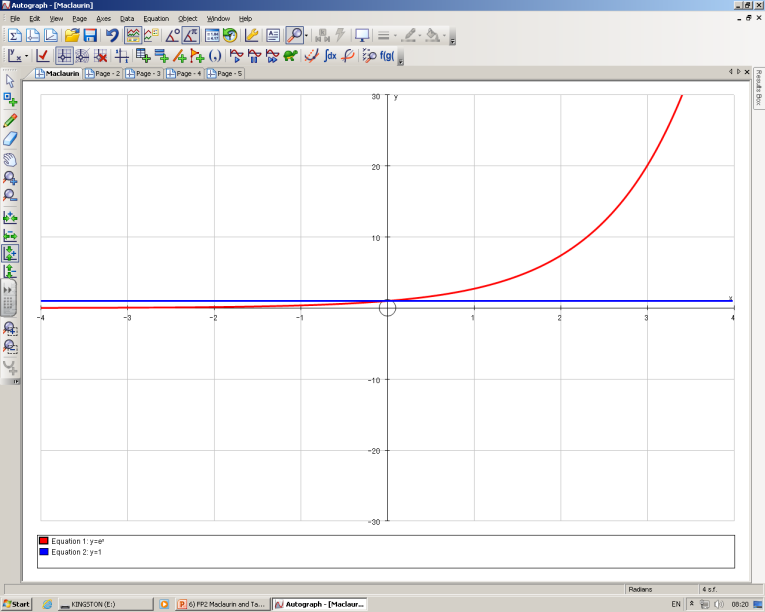 Autograph - [Maclaurin]
File Edit View Page Axes Data Equation Object Window Help
f(g(
Maclaurin Page - 2 Page - 3 Page - 4 Page - 5
Results Box
30 y
20
10
x
-4 -3 -2 -1 1 2 3 4
-10
-20
-30
Equation 1: y=eˣ
Equation 2: y=1
Radians 4 s.f.
Start KINGSTON (E:) 6) FP2 Maclaurin and Ta... Autograph - [Maclaur... EN 08:20